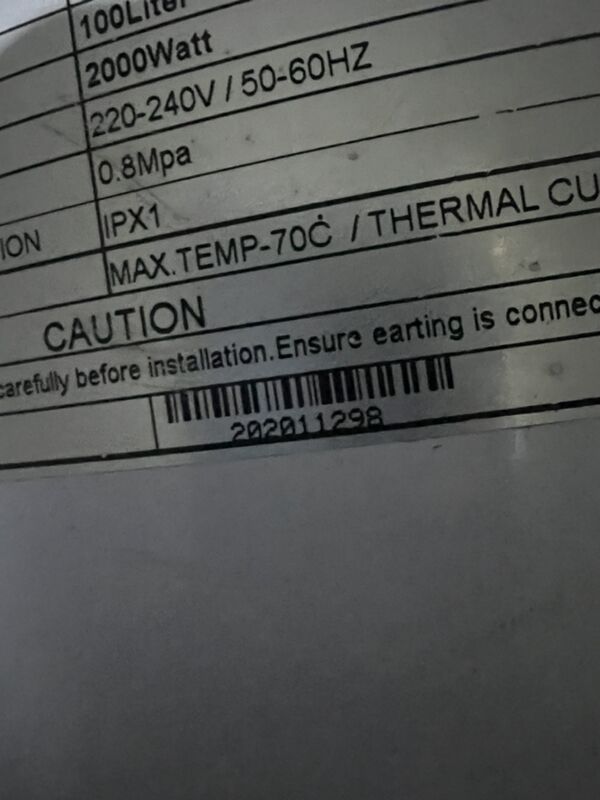 100Liter
2000Watt
220-240V / 50-60HZ
0.8Mpa
ION IPX1
MAX.TEMP-70Ċ / THERMAL CU
CAUTION
carefully before installation.Ensure earting is connec
202011298